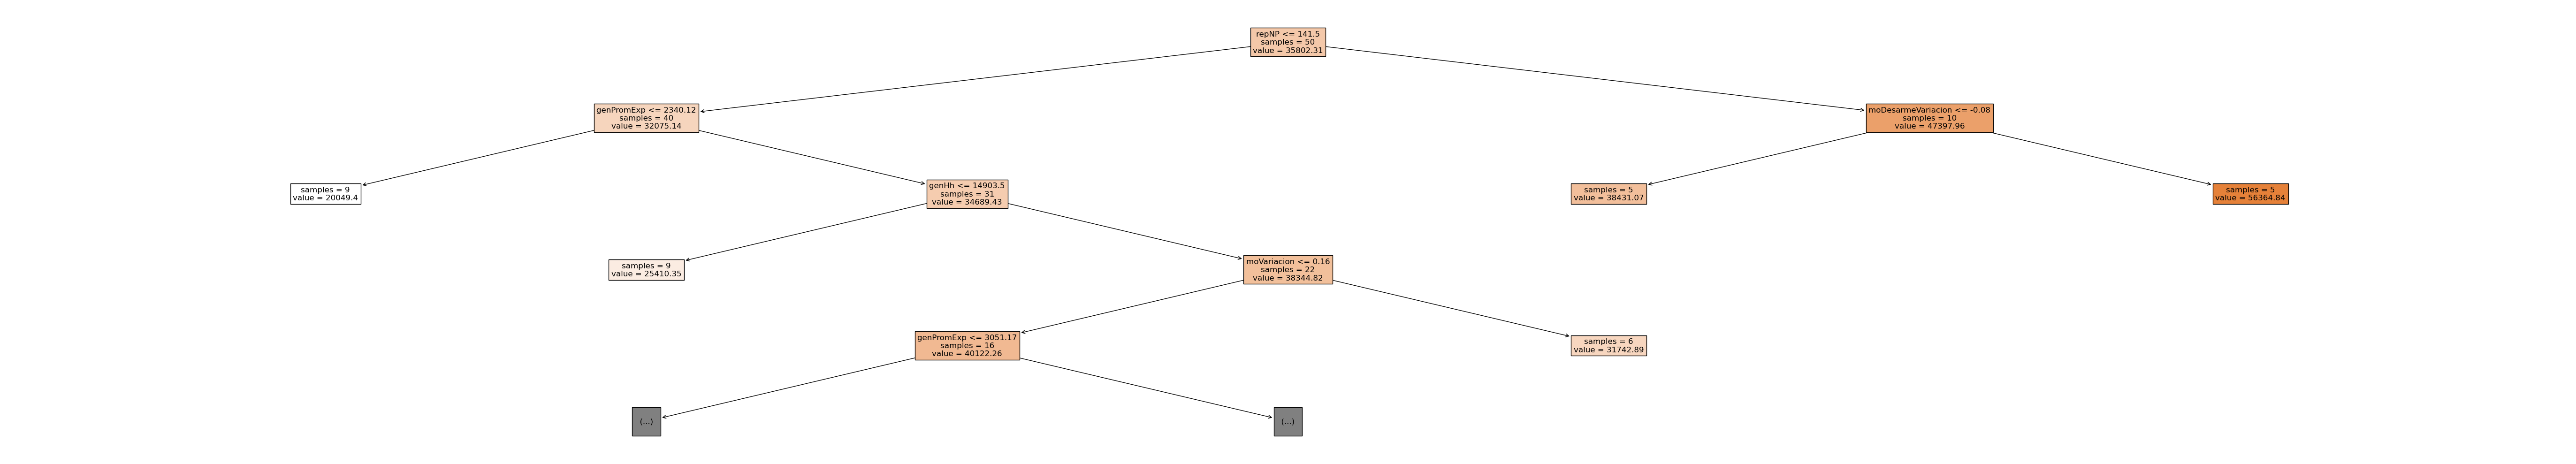 repNP <= 141.5
samples = 50
value = 35802.31
genPromExp <= 2340.12
samples = 40
value = 32075.14
moDesarmeVariacion <= -0.08
samples = 10
value = 47397.96
samples = 9
value = 20049.4
genHh <= 14903.5
samples = 31
value = 34689.43
samples = 5
value = 38431.07
samples = 5
value = 56364.84
samples = 9
value = 25410.35
moVariacion <= 0.16
samples = 22
value = 38344.82
genPromExp <= 3051.17
samples = 16
value = 40122.26
samples = 6
value = 31742.89
(...)
(...)